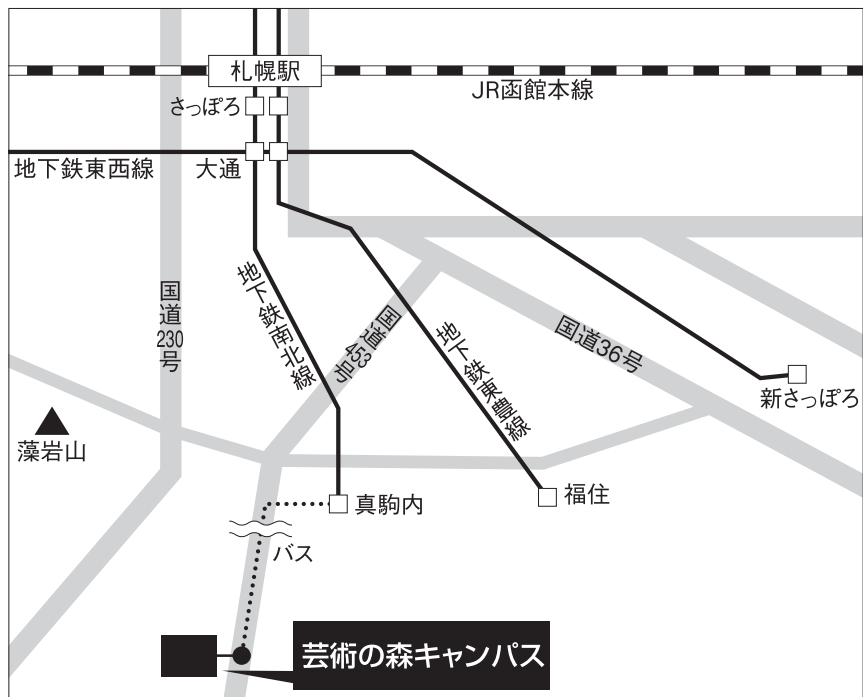 札幌駅
JR函館本線
さっぽろ
地下鉄東西線
大通
国道230号
地下鉄南北線
国道453号
地下鉄東豊線
国道36号
新さっぽろ
藻岩山
真駒内
福住
バス
芸術の森キャンパス